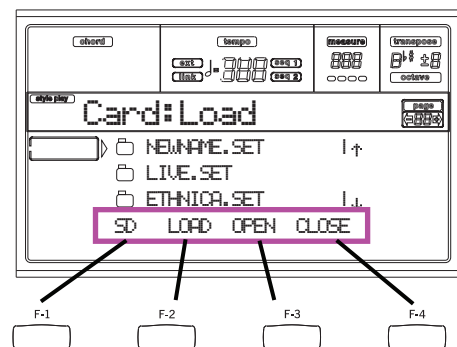 chord tempo measure transpose
ext seq 1
link seq 2
octave
style play page
Card:Load
NEWNAME.SET
LIVE.SET
ETHNICA.SET
SD LOAD OPEN CLOSE
F-1 F-2 F-3 F-4